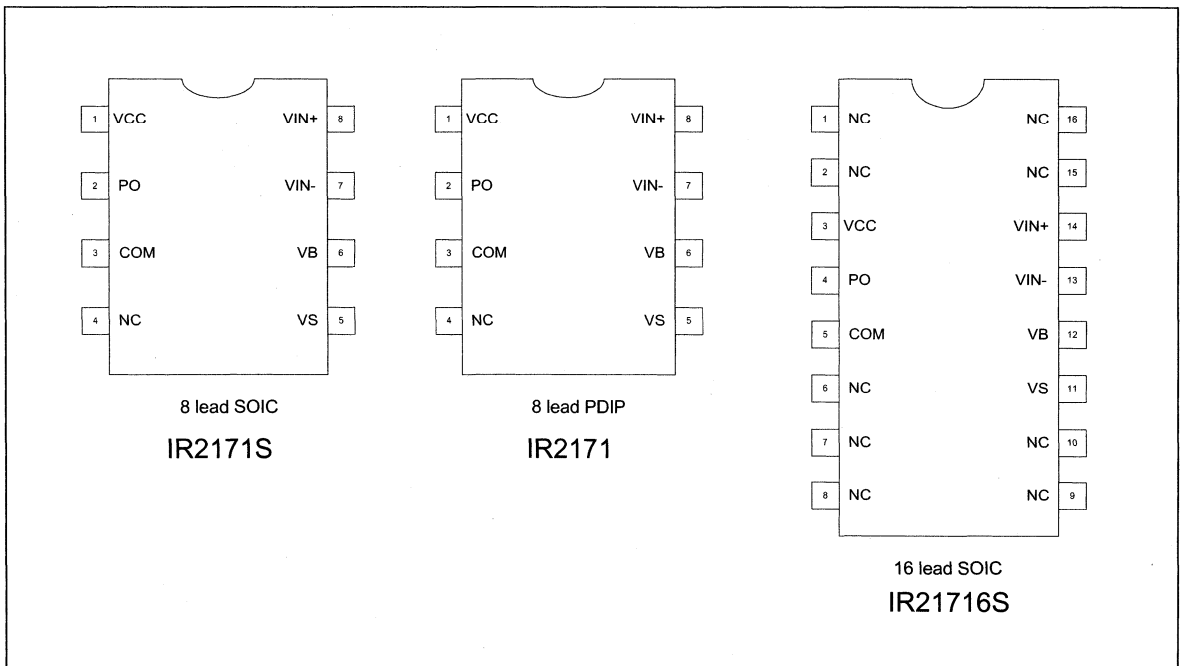 1 VCC VIN+ 8
2 PO VIN- 7
3 COM VB 6
4 NC VS 5
8 lead SOIC
IR2171S
1 VCC VIN+ 8
2 PO VIN- 7
3 COM VB 6
4 NC VS 5
8 lead PDIP
IR2171
1 NC NC 16
2 NC NC 15
3 VCC VIN+ 14
4 PO VIN- 13
5 COM VB 12
6 NC VS 11
7 NC NC 10
8 NC NC 9
16 lead SOIC
IR21716S